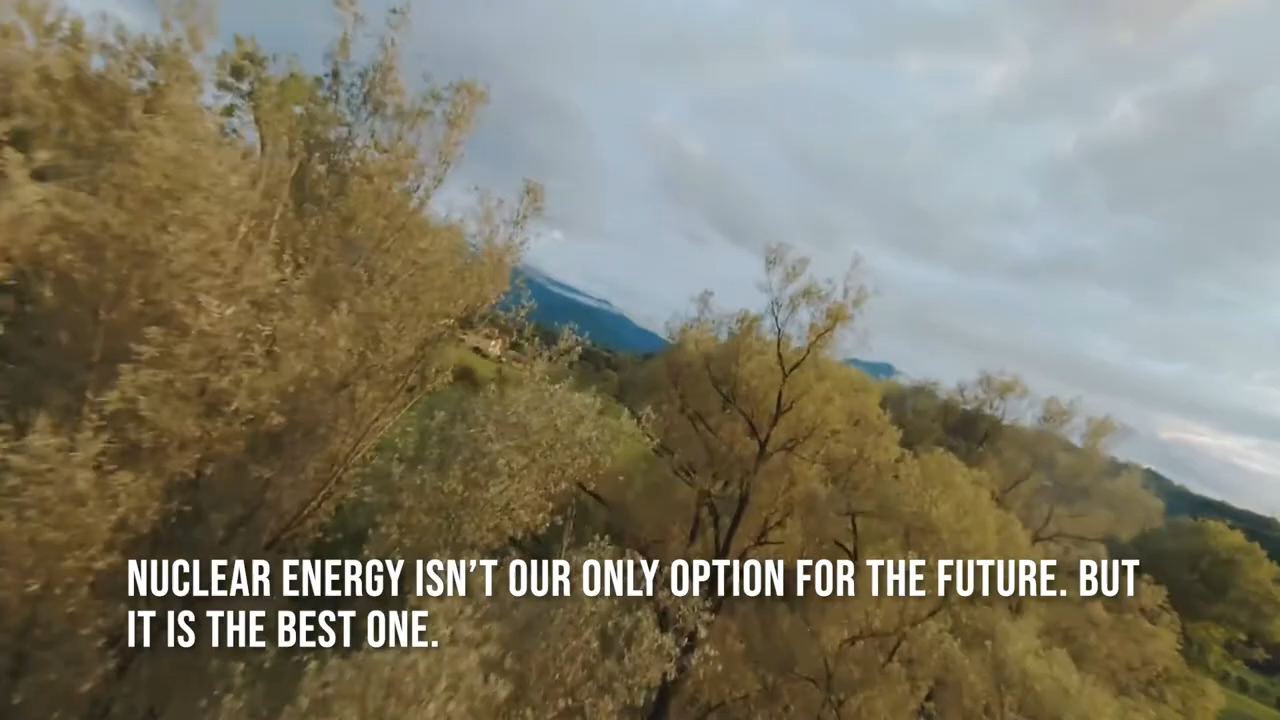 NUCLEAR ENERGY ISN’T OUR ONLY OPTION FOR THE FUTURE. BUT
IT IS THE BEST ONE.